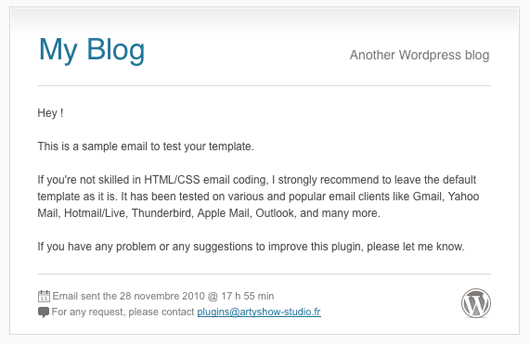 My Blog
Another Wordpress blog
Hey !
This is a sample email to test your template.
If you're not skilled in HTML/CSS email coding, I strongly recommend to leave the default
template as it is. It has been tested on various and popular email clients like Gmail, Yahoo
Mail, Hotmail/Live, Thunderbird, Apple Mail, Outlook, and many more.
If you have any problem or any suggestions to improve this plugin, please let me know.
Email sent the 28 novembre 2010 @ 17 h 55 min
For any request, please contact plugins@artyshow-studio.fr